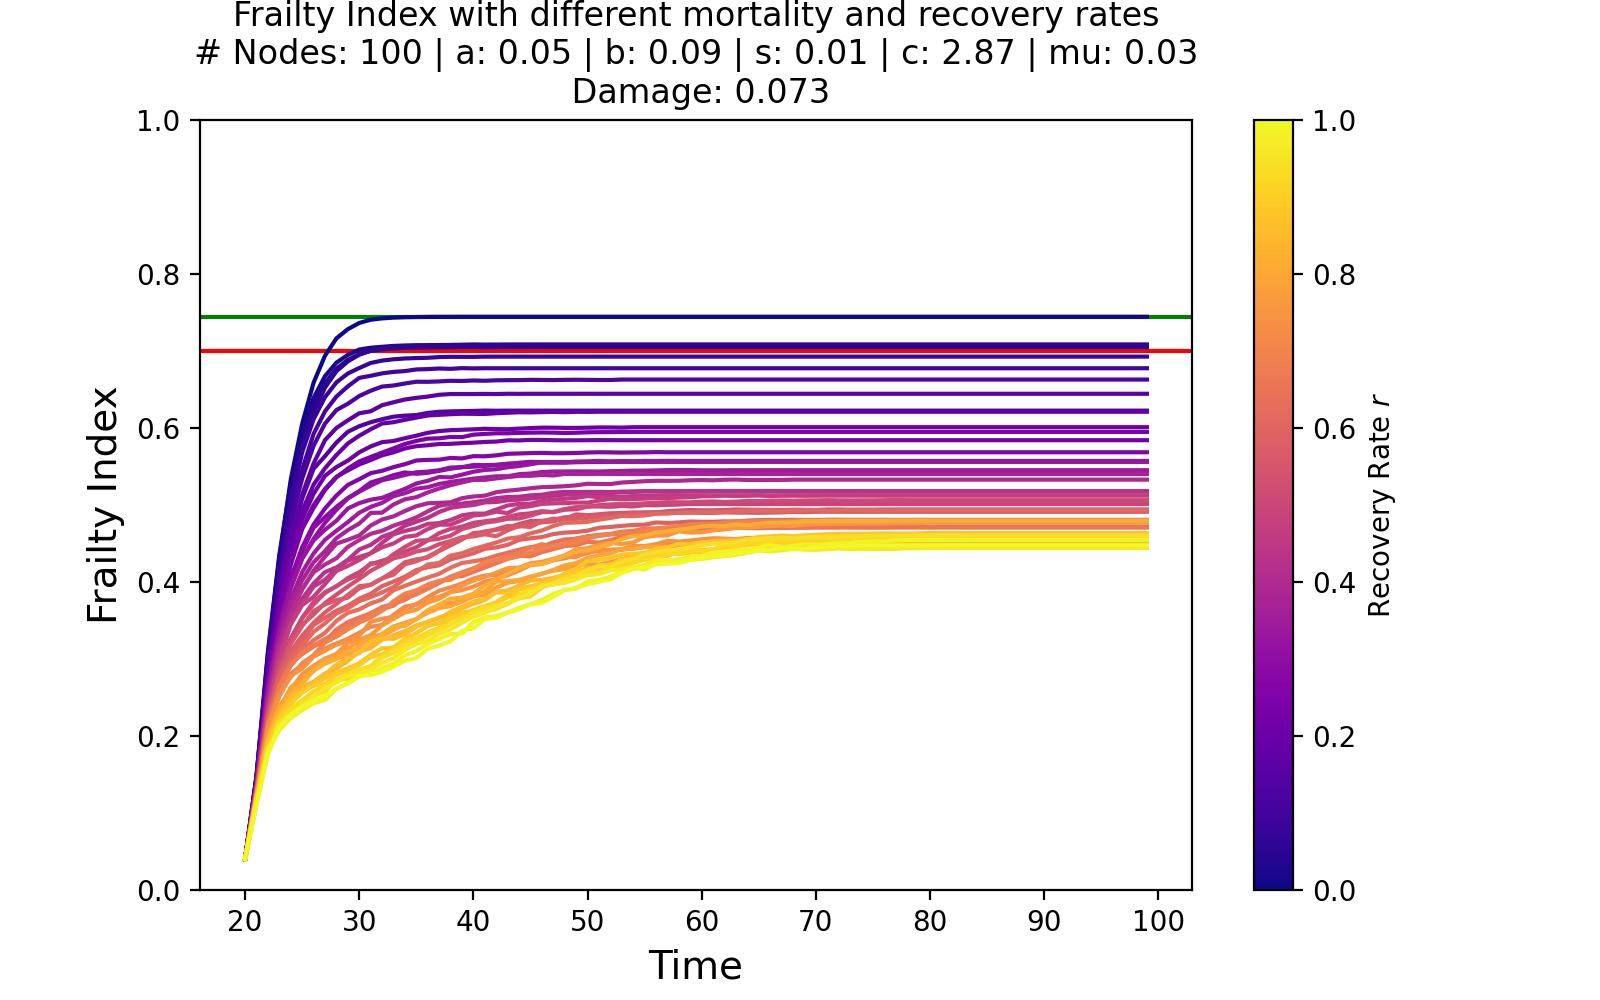 Frailty Index with different mortality and recovery rates
# Nodes: 100 | a: 0.05 | b: 0.09 | s: 0.01 | c: 2.87 | mu: 0.03
Damage: 0.073
1.0
0.8
0.6
0.4
0.2
0.0
Frailty Index
20 30 40 50 60 70 80 90 100
Time
1.0
0.8
0.6
0.4
0.2
0.0
Recovery Rate r